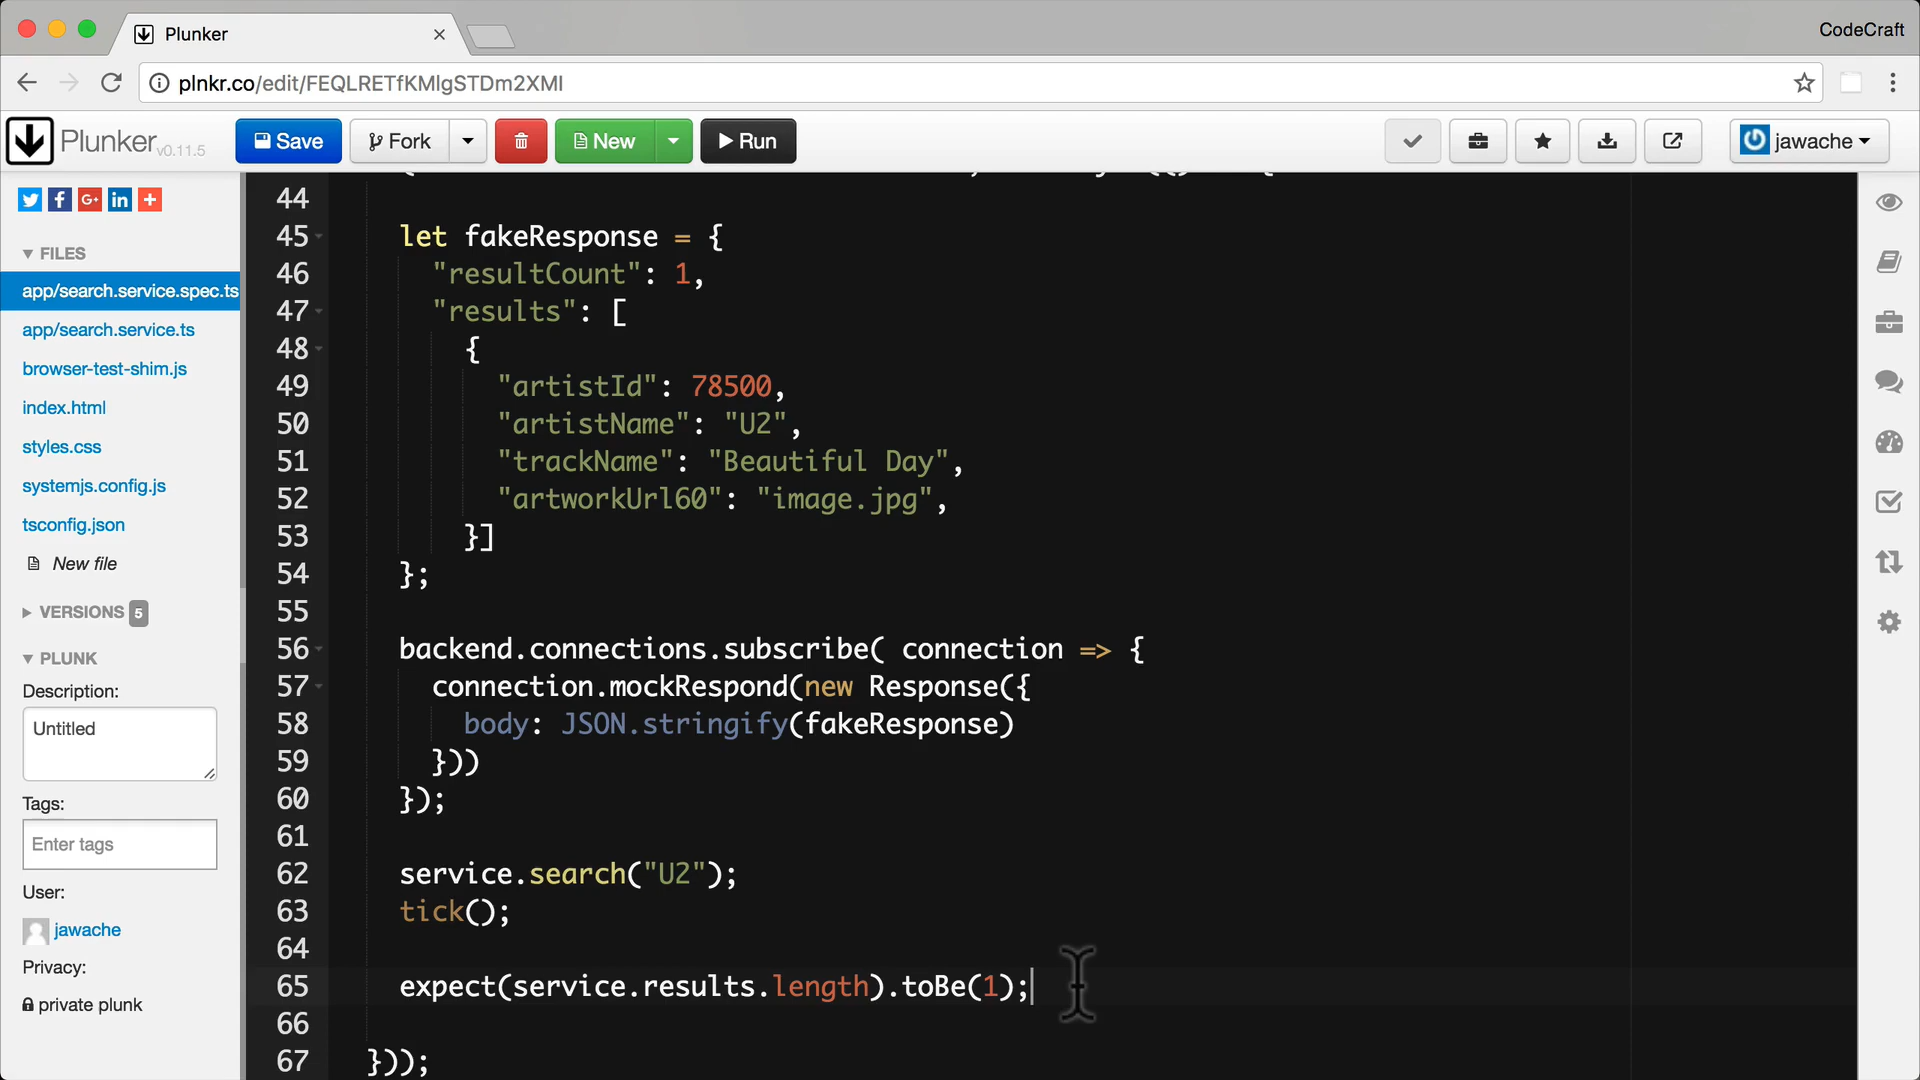 Plunker
CodeCraft
plnkr.co/edit/FEQLRETfKMlgSTDm2XMI
Plunker v0.11.5
Save
Fork
New
Run
jawache
FILES
app/search.service.spec.ts
app/search.service.ts
browser-test-shim.js
index.html
styles.css
systemjs.config.js
tsconfig.json
New file
VERSIONS 5
PLUNK
Description:
Untitled
Tags:
Enter tags
User:
jawache
Privacy:
private plunk
44
45 let fakeResponse = {
46 "resultCount": 1,
47 "results": [
48 {
49 "artistId": 78500,
50 "artistName": "U2",
51 "trackName": "Beautiful Day",
52 "artworkUrl60": "image.jpg",
53 }]
54 };
55
56 backend.connections.subscribe( connection => {
57 connection.mockRespond(new Response({
58 body: JSON.stringify(fakeResponse)
59 }))
60 });
61
62 service.search("U2");
63 tick();
64
65 expect(service.results.length).toBe(1);
66
67 }));